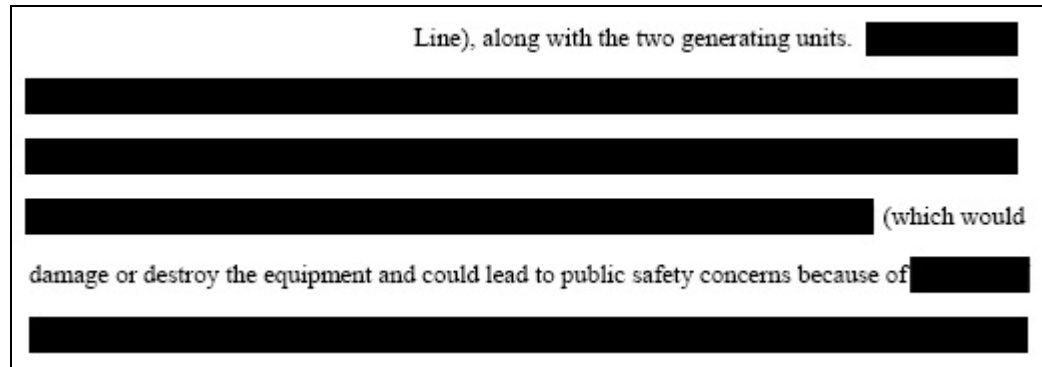 Line), along with the two generating units.
(which would
damage or destroy the equipment and could lead to public safety concerns because of